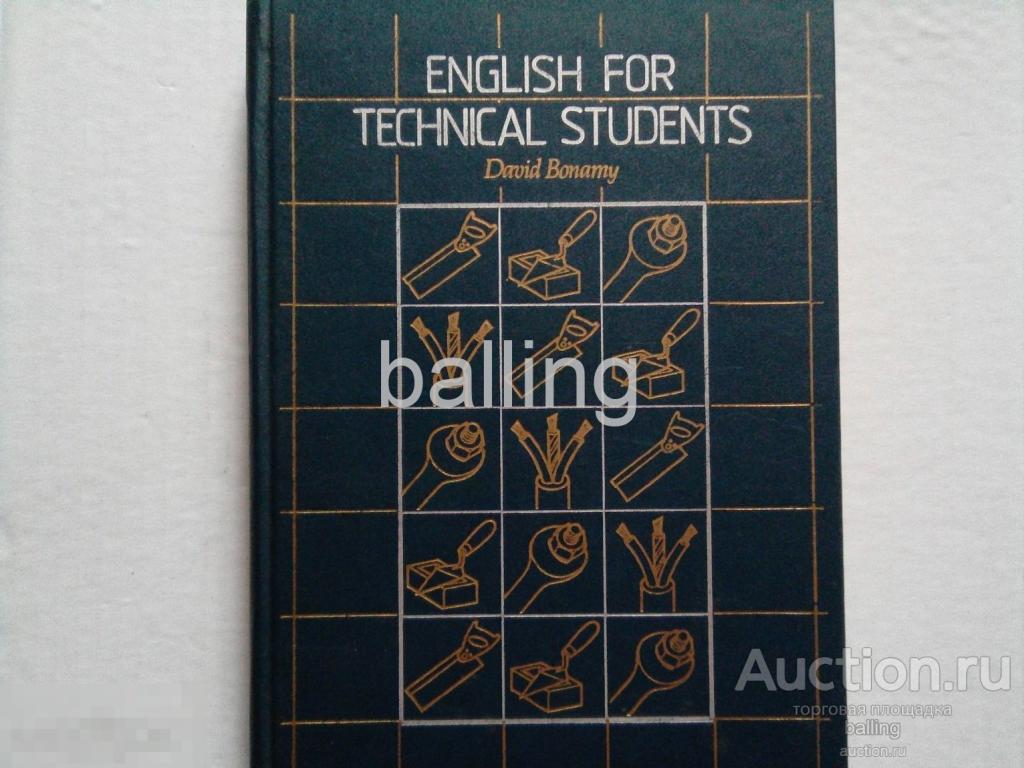 ENGLISH FOR
TECHNICAL STUDENTS
David Bonamy
balling
Auction.ru
торговая площадка
balling
auction.ru